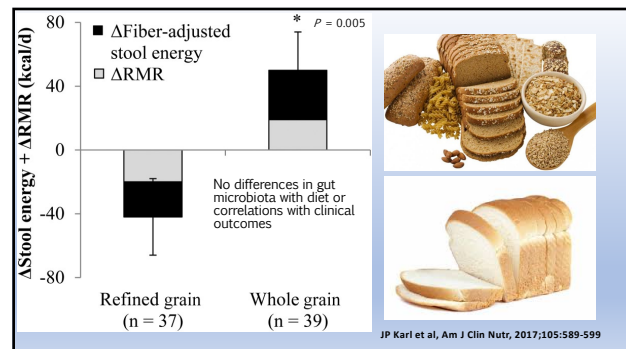 80
40
0
-40
-80
ΔStool energy + ΔRMR (kcal/d)
ΔFiber-adjusted
stool energy
ΔRMR
*
P = 0.005
No differences in gut
microbiota with diet or
correlations with clinical
outcomes
Refined grain
(n = 37)
Whole grain
(n = 39)
JP Karl et al, Am J Clin Nutr, 2017;105:589-599